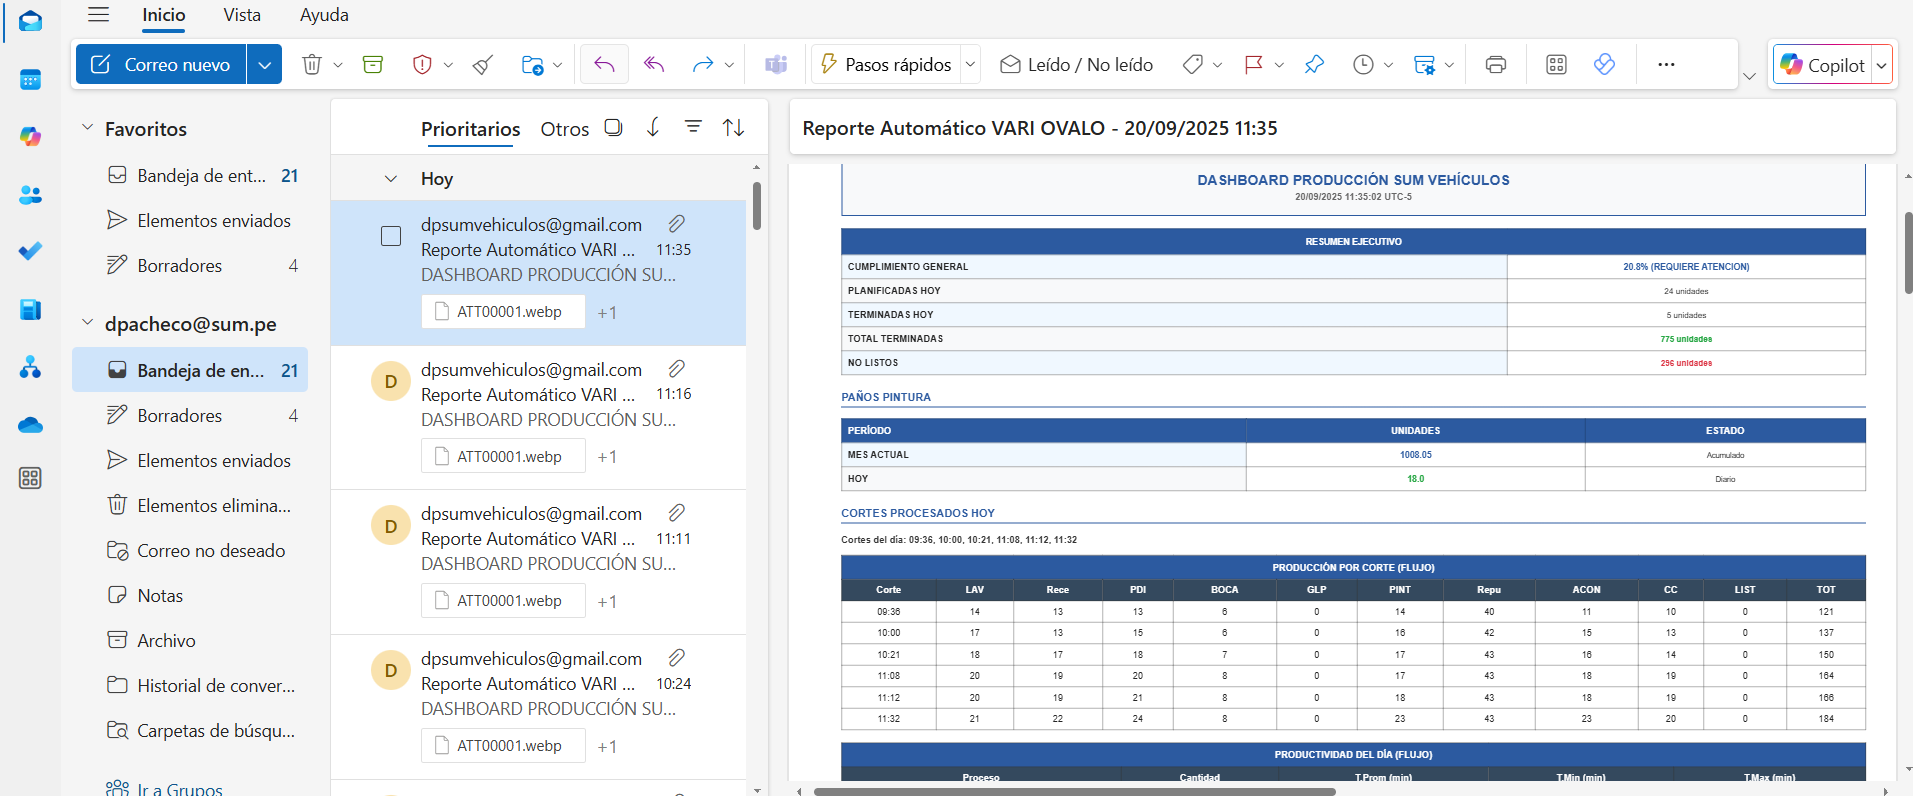 Inicio Vista Ayuda
Correo nuevo Pasos rápidos Leído / No leído ... Copilot
Favoritos
Bandeja de ent... 21
Elementos enviados
Borradores 4
dpacheco@sum.pe
Bandeja de en... 21
Borradores 4
Elementos enviados
Elementos elimina...
Correo no deseado
Notas
Archivo
Historial de conver...
Carpetas de búsqu...
Ir a Grupos
Prioritarios Otros
Hoy
dpsumvehiculos@gmail.com
Reporte Automático VARI ... 11:35
DASHBOARD PRODUCCIÓN SU...
ATT00001.webp +1
D
dpsumvehiculos@gmail.com
Reporte Automático VARI ... 11:16
DASHBOARD PRODUCCIÓN SU...
ATT00001.webp +1
D
dpsumvehiculos@gmail.com
Reporte Automático VARI ... 11:11
DASHBOARD PRODUCCIÓN SU...
ATT00001.webp +1
D
dpsumvehiculos@gmail.com
Reporte Automático VARI ... 10:24
DASHBOARD PRODUCCIÓN SU...
ATT00001.webp +1
Reporte Automático VARI OVALO - 20/09/2025 11:35
DASHBOARD PRODUCCIÓN SUM VEHÍCULOS
20/09/2025 11:35:02 UTC-5
RESUMEN EJECUTIVO
CUMPLIMIENTO GENERAL 20.8% (REQUIERE ATENCION)
PLANIFICADAS HOY 24 unidades
TERMINADAS HOY 5 unidades
TOTAL TERMINADAS 775 unidades
NO LISTOS 296 unidades
PAÑOS PINTURA
PERÍODO UNIDADES ESTADO
MES ACTUAL 1008.05 Acumulado
HOY 18.0 Diario
CORTES PROCESADOS HOY
Cortes del día: 09:36, 10:00, 10:21, 11:08, 11:12, 11:32
PRODUCCIÓN POR CORTE (FLUJO)
Corte LAV Rece PDI BOCA GLP PINT Repu ACON CC LIST TOT
09:36 14 13 13 6 0 14 40 11 10 0 121
10:00 17 13 15 6 0 16 42 15 13 0 137
10:21 18 17 18 7 0 17 43 16 14 0 150
11:08 20 19 20 8 0 17 43 18 19 0 164
11:12 20 19 21 8 0 18 43 18 19 0 166
11:32 21 22 24 8 0 23 43 23 20 0 184
PRODUCTIVIDAD DEL DÍA (FLUJO)
Proceso Cantidad T.Prom (min) T.Min (min) T.Max (min)